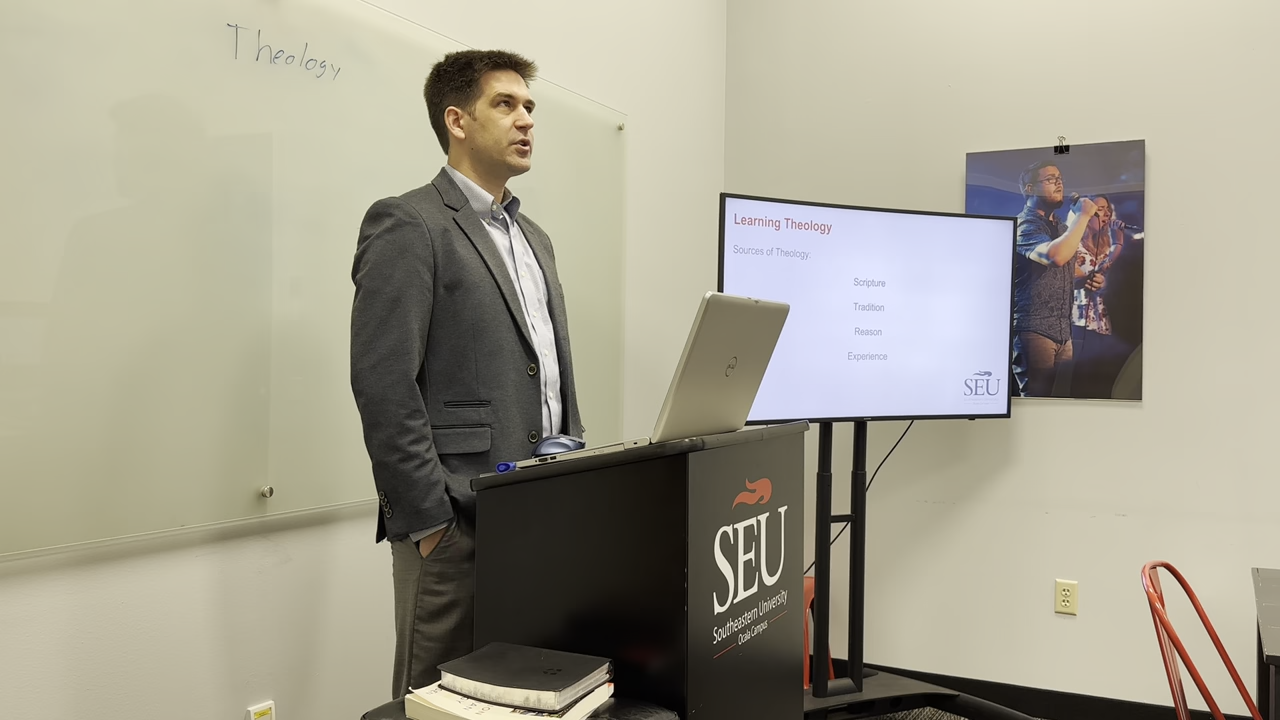 Theology
Learning Theology
Sources of Theology:
Scripture
Tradition
Reason
Experience
SEU
SEU
Southeastern University
Ocala Campus